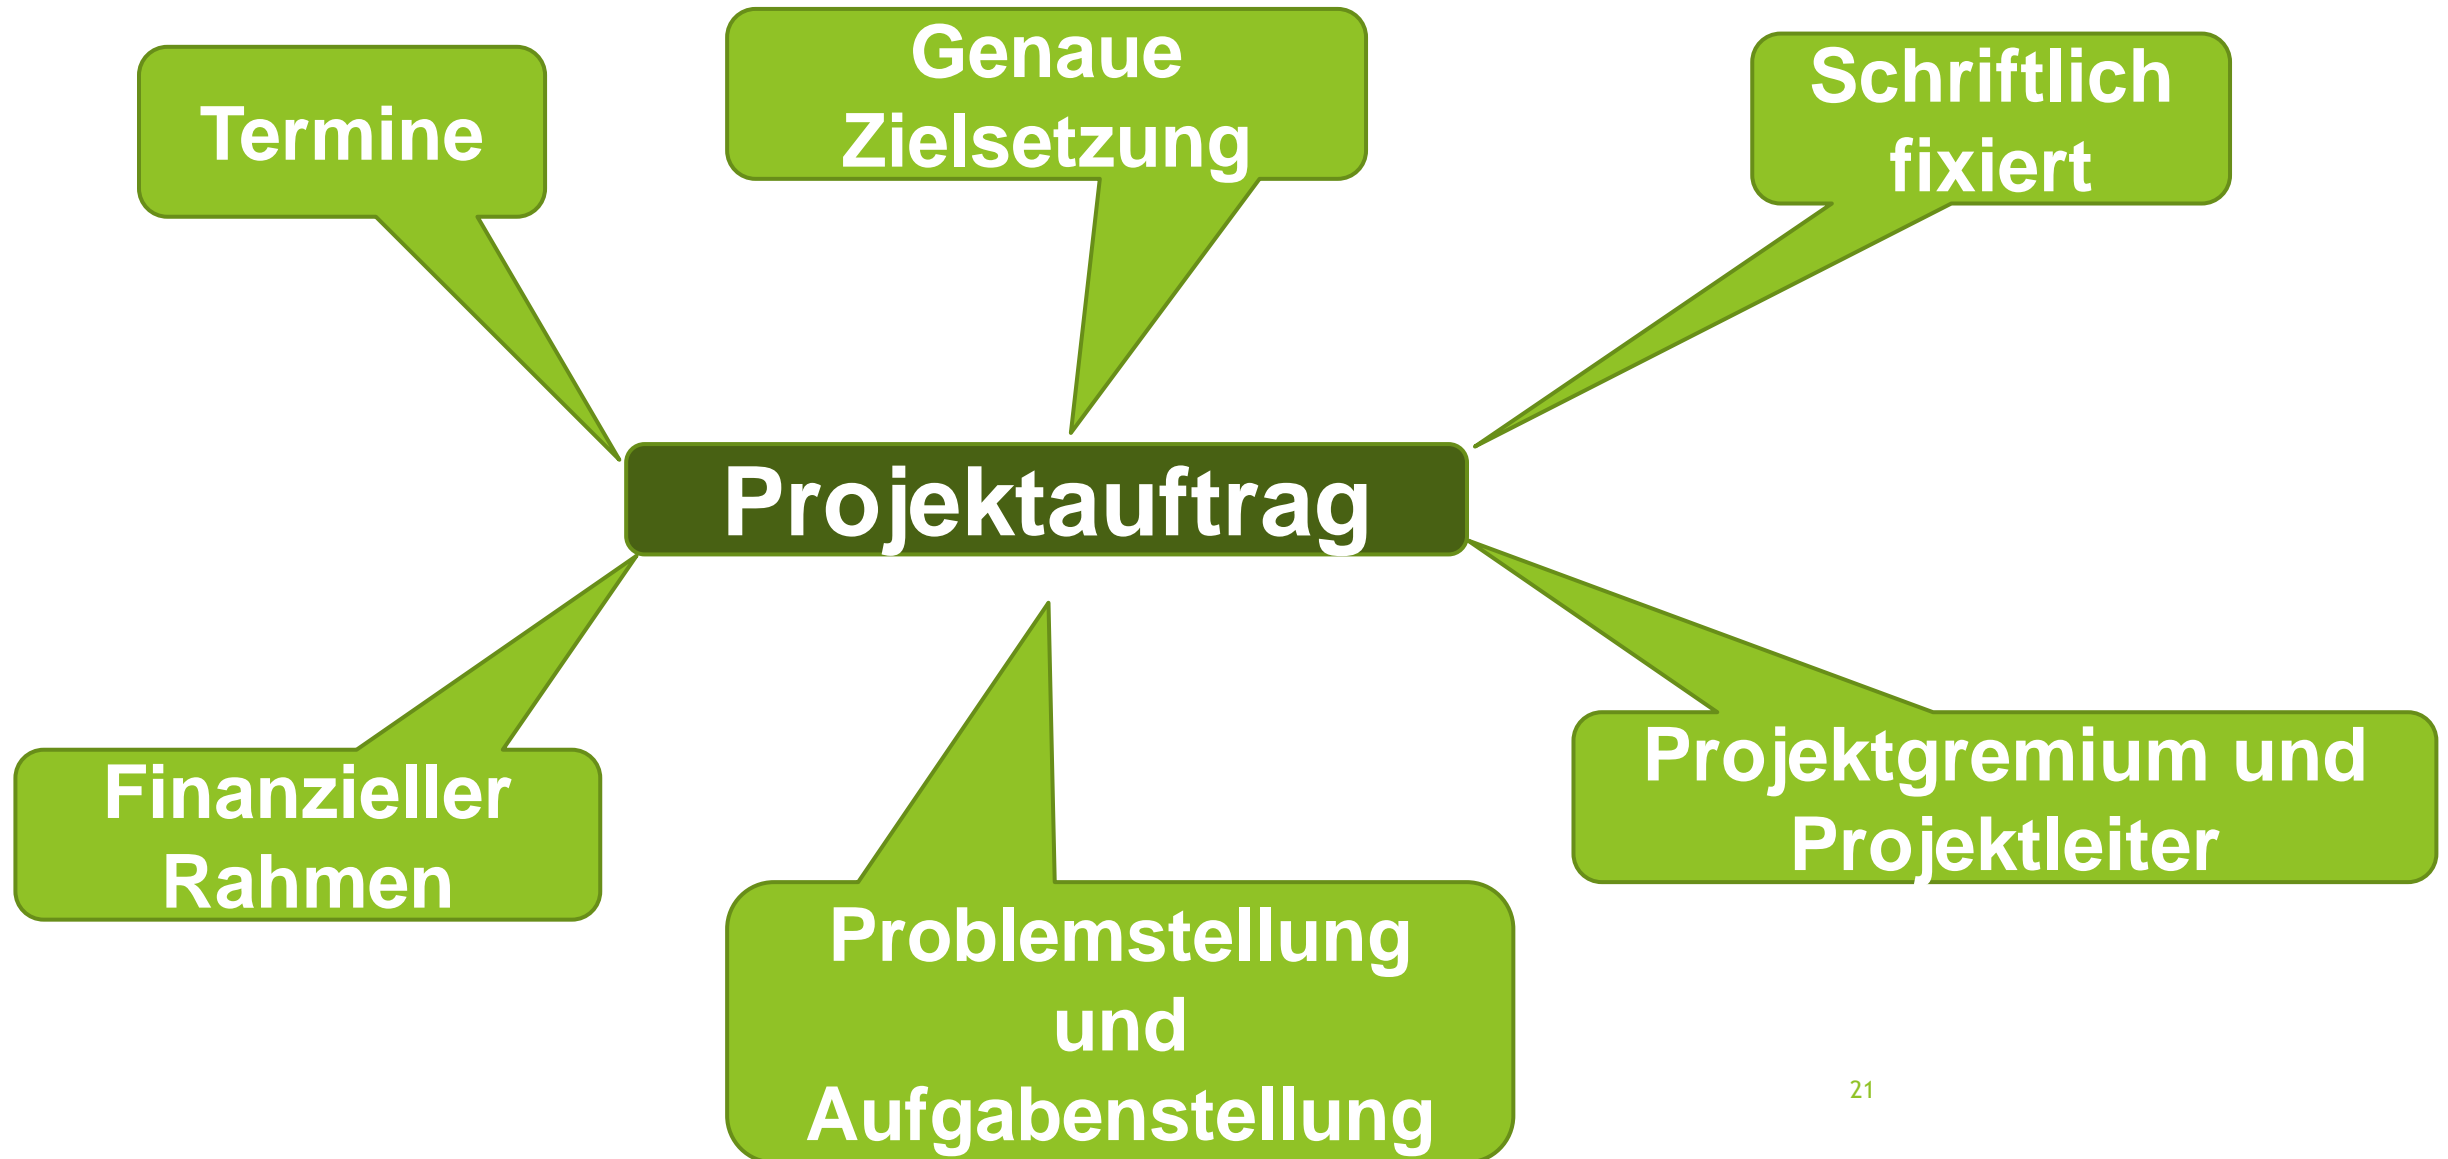 Termine
Genaue
Zielsetzung
Schriftlich
fixiert
Projektauftrag
Finanzieller
Rahmen
Problemstellung
und
Aufgabenstellung
Projektgremium und
Projektleiter
21